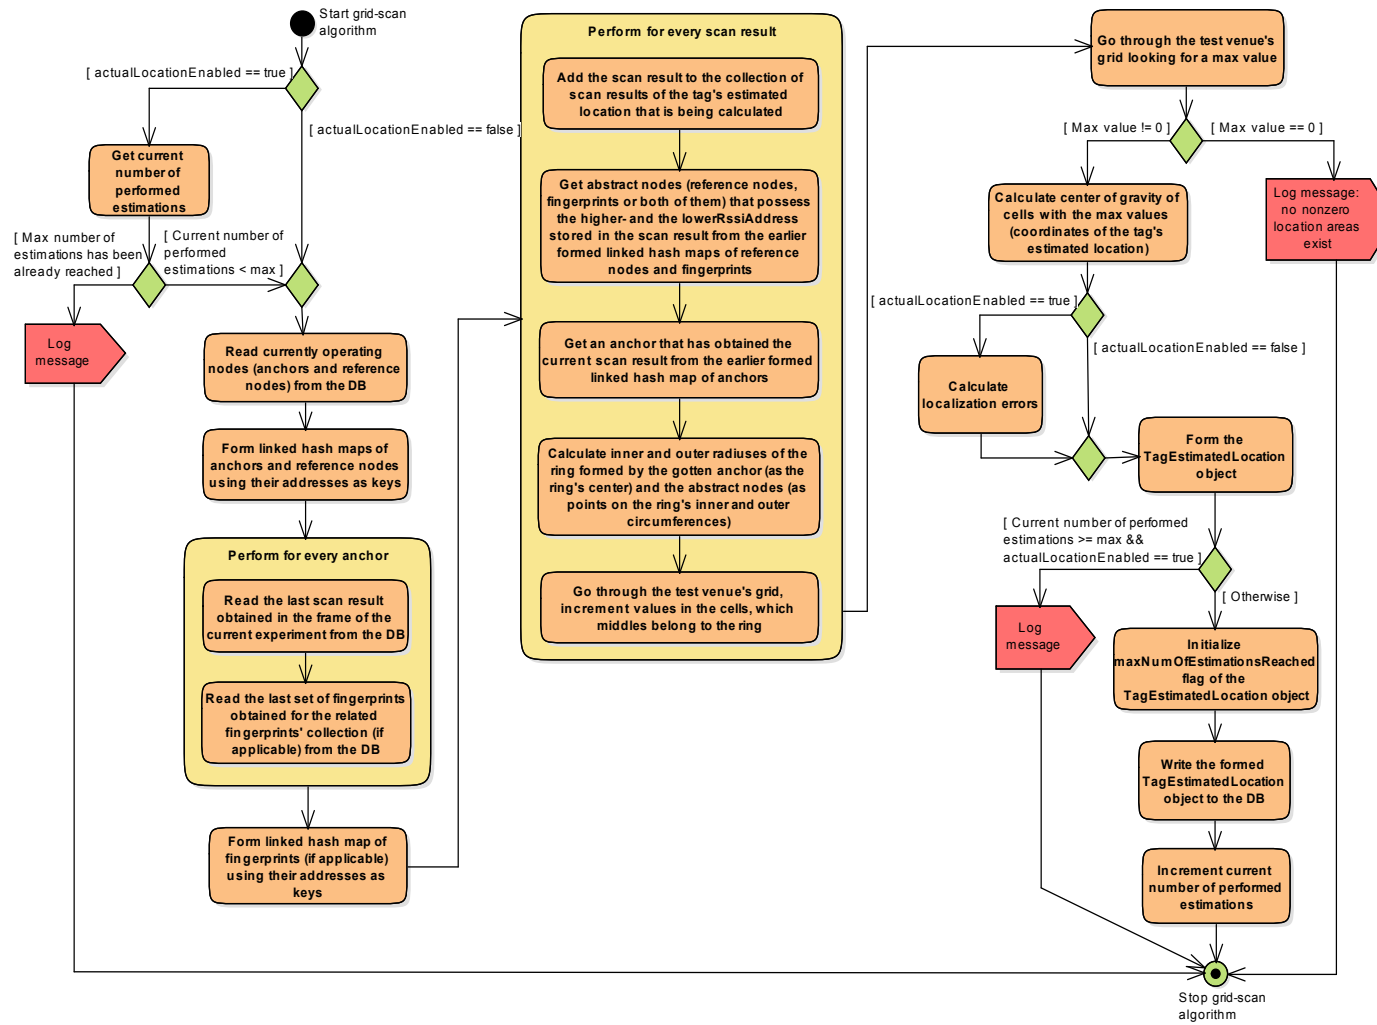 Start grid-scan
algorithm
[ actualLocationEnabled == true ]
[ actualLocationEnabled == false ]
Get current
number of
performed
estimations
[ Max number of
estimations has been
already reached ]
[ Current number of
performed
estimations < max ]
Log
message
Read currently operating
nodes (anchors and reference
nodes) from the DB
Form linked hash maps of
anchors and reference nodes
using their addresses as keys
Perform for every anchor
Read the last scan result
obtained in the frame of the
current experiment from the DB
Read the last set of fingerprints
obtained for the related
fingerprints' collection (if
applicable) from the DB
Form linked hash map of
fingerprints (if applicable)
using their addresses as
keys
Perform for every scan result
Add the scan result to the collection of
scan results of the tag's estimated
location that is being calculated
Get abstract nodes (reference nodes,
fingerprints or both of them) that possess
the higher- and the lowerRssiAddress
stored in the scan result from the earlier
formed linked hash maps of reference
nodes and fingerprints
Get an anchor that has obtained the
current scan result from the earlier formed
linked hash map of anchors
Calculate inner and outer radiuses of the
ring formed by the gotten anchor (as the
ring's center) and the abstract nodes (as
points on the ring's inner and outer
circumferences)
Go through the test venue's grid,
increment values in the cells, which
middles belong to the ring
Go through the test venue's
grid looking for a max value
[ Max value != 0 ]
[ Max value == 0 ]
Log message:
no nonzero
location areas
exist
Calculate center of gravity of
cells with the max values
(coordinates of the tag's
estimated location)
[ actualLocationEnabled == true ]
[ actualLocationEnabled == false ]
Calculate
localization errors
Form the
TagEstimatedLocation
object
[ Current number of performed
estimations >= max &&
actualLocationEnabled == true ]
[ Otherwise ]
Log
message
Initialize
maxNumOfEstimationsReached
flag of the
TagEstimatedLocation object
Write the formed
TagEstimatedLocation
object to the DB
Increment current
number of performed
estimations
Stop grid-scan
algorithm